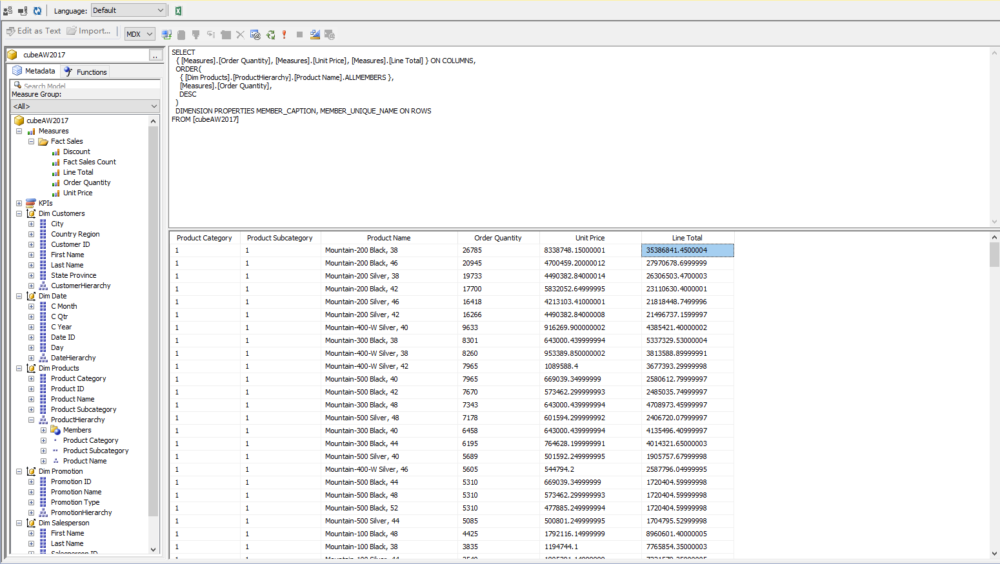 Language: Default
Edit as Text Import... MDX
cubeAW2017 ..
Metadata Functions
Search Model
Measure Group:
<All>
cubeAW2017
Measures
Fact Sales
Discount
Fact Sales Count
Line Total
Order Quantity
Unit Price
KPIs
Dim Customers
City
Country Region
Customer ID
First Name
Last Name
State Province
CustomerHierarchy
Dim Date
C Month
C Qtr
C Year
Date ID
Day
DateHierarchy
Dim Products
Product Category
Product ID
Product Name
Product Subcategory
ProductHierarchy
Members
Product Category
Product Subcategory
Product Name
Dim Promotion
Promotion ID
Promotion Name
Promotion Type
PromotionHierarchy
Dim Salesperson
First Name
Last Name
Salesperson ID
SELECT
{ [Measures].[Order Quantity], [Measures].[Unit Price], [Measures].[Line Total] } ON COLUMNS,
ORDER(
{ [Dim Products].[ProductHierarchy].[Product Name].ALLMEMBERS },
[Measures].[Order Quantity],
DESC
)
DIMENSION PROPERTIES MEMBER_CAPTION, MEMBER_UNIQUE_NAME ON ROWS
FROM [cubeAW2017]
Product Category Product Subcategory Product Name Order Quantity Unit Price Line Total
1 1 Mountain-200 Black, 38 26785 8338748.15000001 35386841.4500004
1 1 Mountain-200 Black, 46 20945 4700459.20000012 27970678.6999999
1 1 Mountain-200 Silver, 38 19733 4490382.84000014 26306503.4700003
1 1 Mountain-200 Black, 42 17700 5832052.64999995 23110630.4000001
1 1 Mountain-200 Silver, 46 16418 4213103.41000001 21818448.7499996
1 1 Mountain-200 Silver, 42 16266 4490382.84000008 21496737.1599997
1 1 Mountain-400-W Silver, 40 9633 916269.900000002 4385421.40000002
1 1 Mountain-300 Black, 38 8301 643000.439999994 5337329.53000004
1 1 Mountain-400-W Silver, 38 8260 953389.850000002 3813588.89999991
1 1 Mountain-400-W Silver, 42 7965 1089588.4 3677393.29999998
1 1 Mountain-500 Black, 40 7965 669039.34999999 2580612.79999997
1 1 Mountain-500 Black, 42 7670 573462.299999993 2485035.74999997
1 1 Mountain-300 Black, 48 7343 643000.439999994 4708973.45999997
1 1 Mountain-500 Silver, 48 7178 601594.299999992 2406720.07999997
1 1 Mountain-300 Black, 40 6458 643000.439999994 4135496.40999997
1 1 Mountain-300 Black, 44 6195 764628.199999991 4014321.65000003
1 1 Mountain-500 Silver, 40 5689 501592.249999995 1905757.67999998
1 1 Mountain-400-W Silver, 46 5605 544794.2 2587796.04999995
1 1 Mountain-500 Black, 44 5310 669039.34999999 1720404.59999998
1 1 Mountain-500 Black, 48 5310 573462.299999993 1720404.59999998
1 1 Mountain-500 Black, 52 5310 477885.249999994 1720404.59999998
1 1 Mountain-500 Silver, 44 5085 500801.249999995 1704795.52999998
1 1 Mountain-100 Black, 48 4425 1792116.14999999 8960601.40000005
1 1 Mountain-100 Black, 38 3835 1194744.1 7765854.35000003